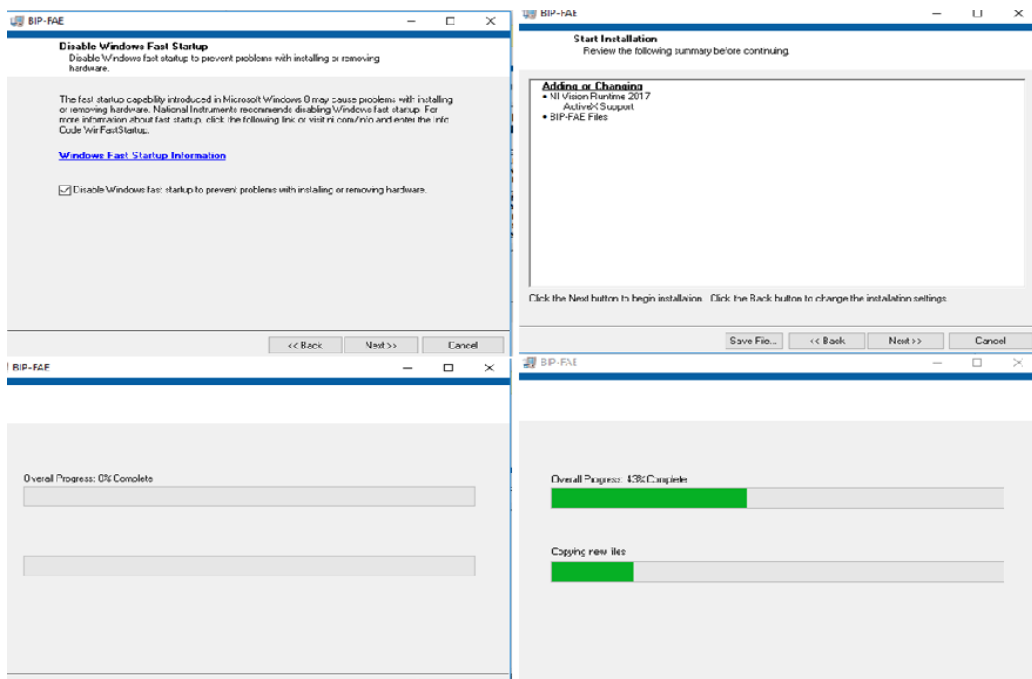 BIP-FAE
Disable Windows Fast Startup
Disable Windows fast startup to prevent problems with installing or removing
hardware.
The fast startup capability introduced in Microsoft Windows 8 may cause problems with installing
or removing hardware. National Instruments recommends disabling Windows fast startup. For
more information about fast startup, click the following link or visit ni.com/info and enter the Info
Code WinFastStartup.
Windows Fast Startup Information
Disable Windows fast startup to prevent problems with installing or removing hardware.
<< Back
Next >>
Cancel
BIP-FAE
Start Installation
Review the following summary before continuing.
Adding or Changing
• NI Vision Runtime 2017
ActiveX Support
• BIP-FAE Files
Click the Next button to begin installation. Click the Back button to change the installation settings.
Save File...
<< Back
Next >>
Cancel
BIP-FAE
Overall Progress: 0% Complete
BIP-FAE
Overall Progress: 43% Complete
Copying new files